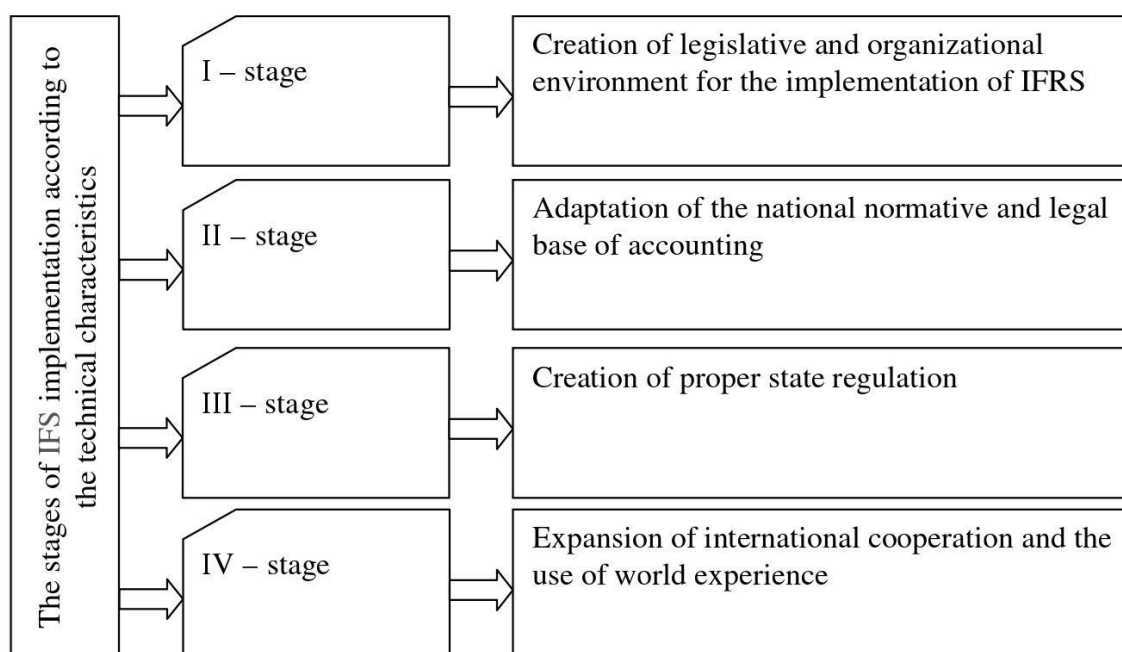 The stages of IFS implementation according to
the technical characteristics
I – stage
Creation of legislative and organizational
environment for the implementation of IFRS
II – stage
Adaptation of the national normative and legal
base of accounting
III – stage
Creation of proper state regulation
IV – stage
Expansion of international cooperation and the
use of world experience